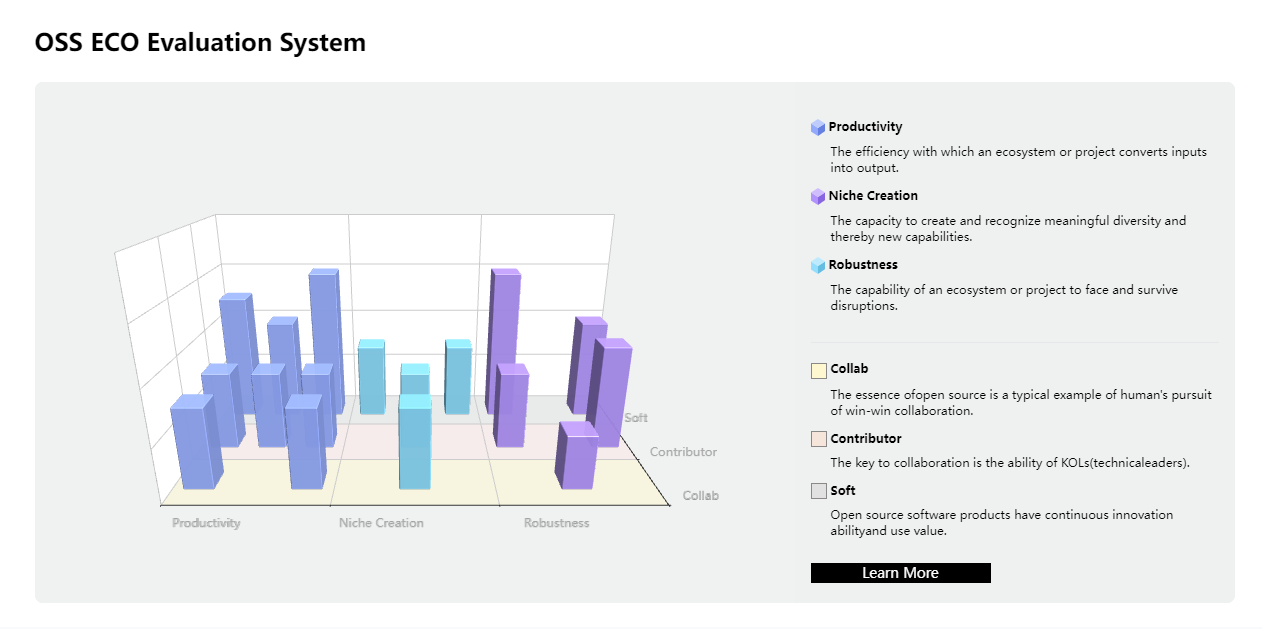 OSS ECO Evaluation System
Productivity
The efficiency with which an ecosystem or project converts inputs
into output.
Niche Creation
The capacity to create and recognize meaningful diversity and
thereby new capabilities.
Robustness
The capability of an ecosystem or project to face and survive
disruptions.
Collab
The essence ofopen source is a typical example of human's pursuit
of win-win collaboration.
Contributor
The key to collaboration is the ability of KOLs(technicaleaders).
Soft
Open source software products have continuous innovation
abilityand use value.
Learn More
Soft
Contributor
Collab
Productivity
Niche Creation
Robustness